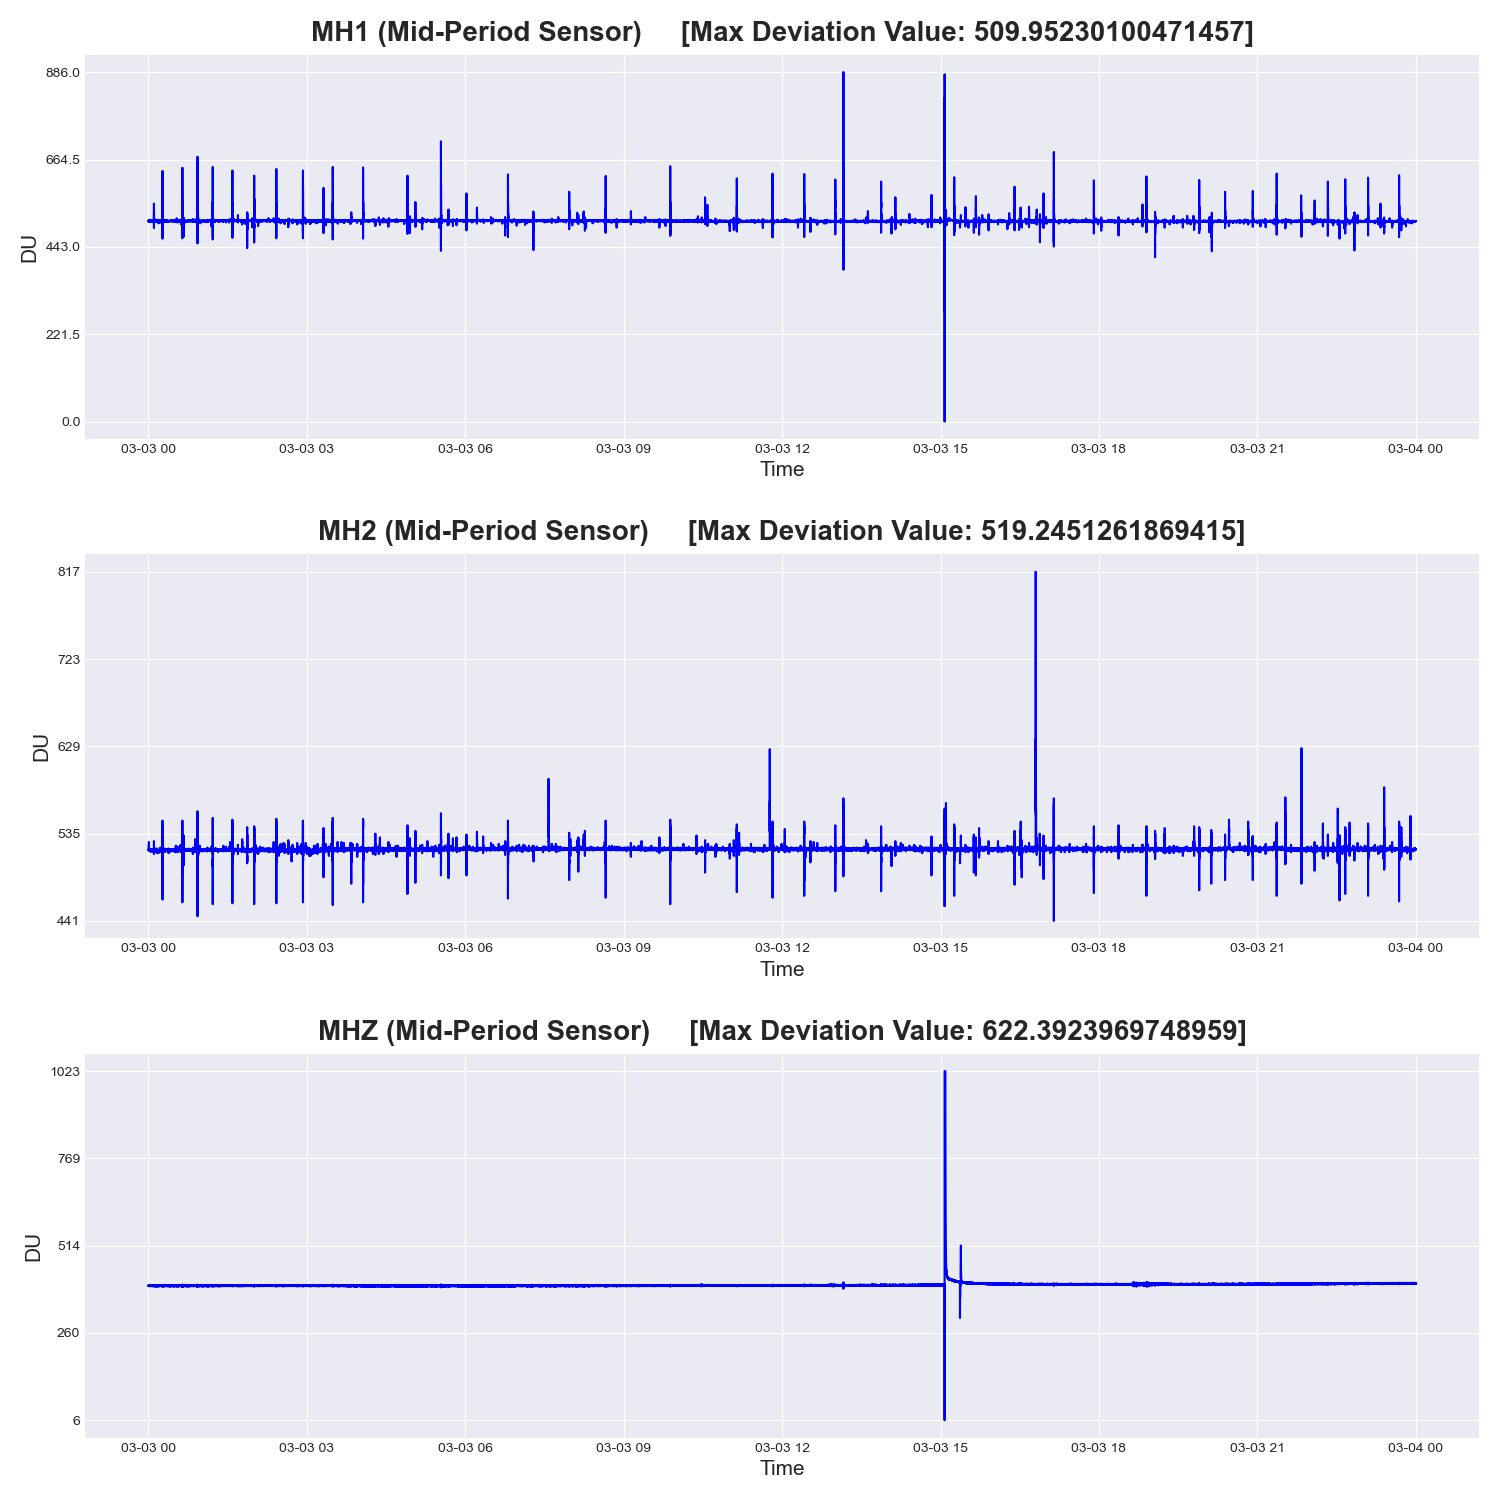 MH1 (Mid-Period Sensor) [Max Deviation Value: 509.95230100471457]
886.0
664.5
443.0
221.5
0.0
DU
03-03 00 03-03 03 03-03 06 03-03 09 03-03 12 03-03 15 03-03 18 03-03 21 03-04 00
Time
MH2 (Mid-Period Sensor) [Max Deviation Value: 519.2451261869415]
817
723
629
535
441
DU
03-03 00 03-03 03 03-03 06 03-03 09 03-03 12 03-03 15 03-03 18 03-03 21 03-04 00
Time
MHZ (Mid-Period Sensor) [Max Deviation Value: 622.3923969748959]
1023
769
514
260
6
DU
03-03 00 03-03 03 03-03 06 03-03 09 03-03 12 03-03 15 03-03 18 03-03 21 03-04 00
Time